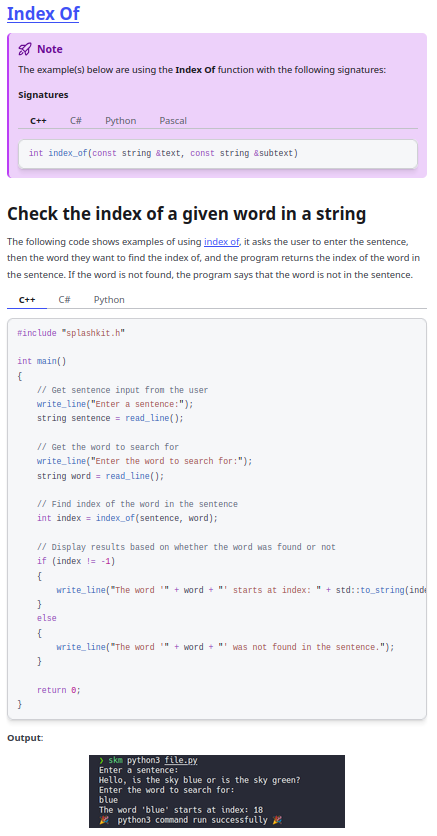 Index Of
Note
The example(s) below are using the Index Of function with the following signatures:
Signatures
C++ C# Python Pascal
int index_of(const string &text, const string &subtext)
Check the index of a given word in a string
The following code shows examples of using index of, it asks the user to enter the sentence,
then the word they want to find the index of, and the program returns the index of the word in
the sentence. If the word is not found, the program says that the word is not in the sentence.
C++ C# Python
#include "splashkit.h"
int main()
{
// Get sentence input from the user
write_line("Enter a sentence:");
string sentence = read_line();
// Get the word to search for
write_line("Enter the word to search for:");
string word = read_line();
// Find index of the word in the sentence
int index = index_of(sentence, word);
// Display results based on whether the word was found or not
if (index != -1)
{
write_line("The word '" + word + "' starts at index: " + std::to_string(inde
}
else
{
write_line("The word '" + word + "' was not found in the sentence.");
}
return 0;
}
Output:
❯ skm python3 file.py
Enter a sentence:
Hello, is the sky blue or is the sky green?
Enter the word to search for:
blue
The word 'blue' starts at index: 18
🎉 python3 command run successfully 🎉